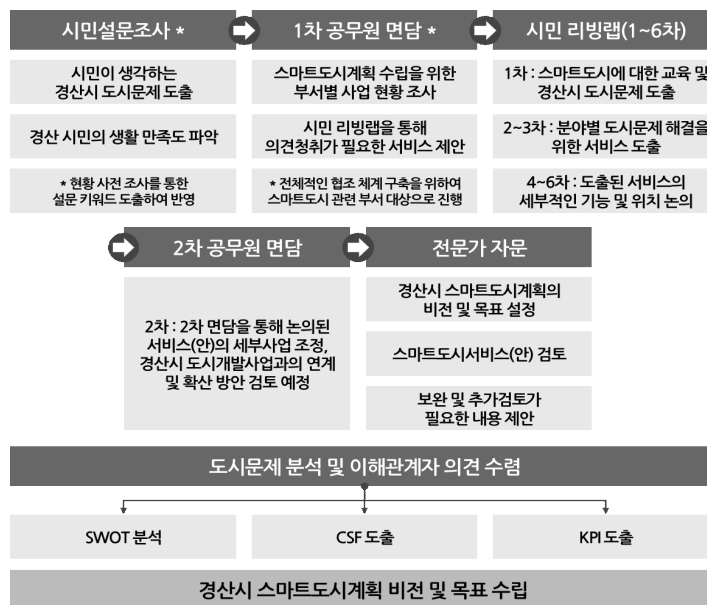 시민설문조사 *
1차 공무원 면담 *
시민 리빙랩(1~6차)
시민이 생각하는
경산시 도시문제 도출
스마트도시계획 수립을 위한
부서별 사업 현황 조사
1차 : 스마트도시에 대한 교육 및
경산시 도시문제 도출
경산 시민의 생활 만족도 파악
시민 리빙랩을 통해
의견청취가 필요한 서비스 제안
2~3차 : 분야별 도시문제 해결을
위한 서비스 도출
* 현황 사전 조사를 통한
설문 키워드 도출하여 반영
* 전체적인 협조 체계 구축을 위하여
스마트도시 관련 부서 대상으로 진행
4~6차 : 도출된 서비스의
세부적인 기능 및 위치 논의
2차 공무원 면담
전문가 자문
2차 : 2차 면담을 통해 논의된
서비스(안)의 세부사업 조정,
경산시 도시개발사업과의 연계
및 확산 방안 검토 예정
경산시 스마트도시계획의
비전 및 목표 설정
스마트도시서비스(안) 검토
보완 및 추가검토가
필요한 내용 제안
도시문제 분석 및 이해관계자 의견 수렴
SWOT 분석
CSF 도출
KPI 도출
경산시 스마트도시계획 비전 및 목표 수립